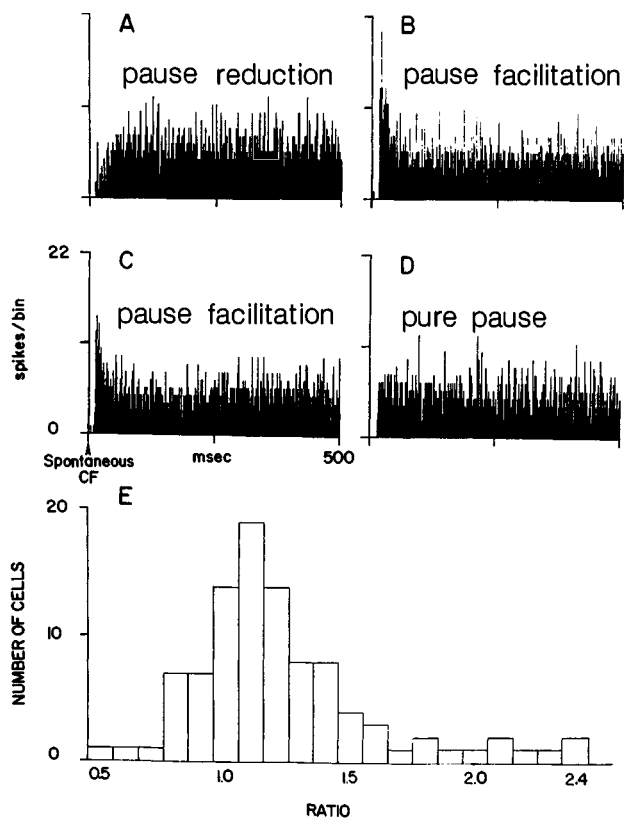 A
pause reduction
B
pause facilitation
22
C
pause facilitation
D
pure pause
spikes/bin
0
Spontaneous
CF
msec
500
E
20
NUMBER OF CELLS
10
0
0.5
1.0
1.5
2.0
2.4
RATIO